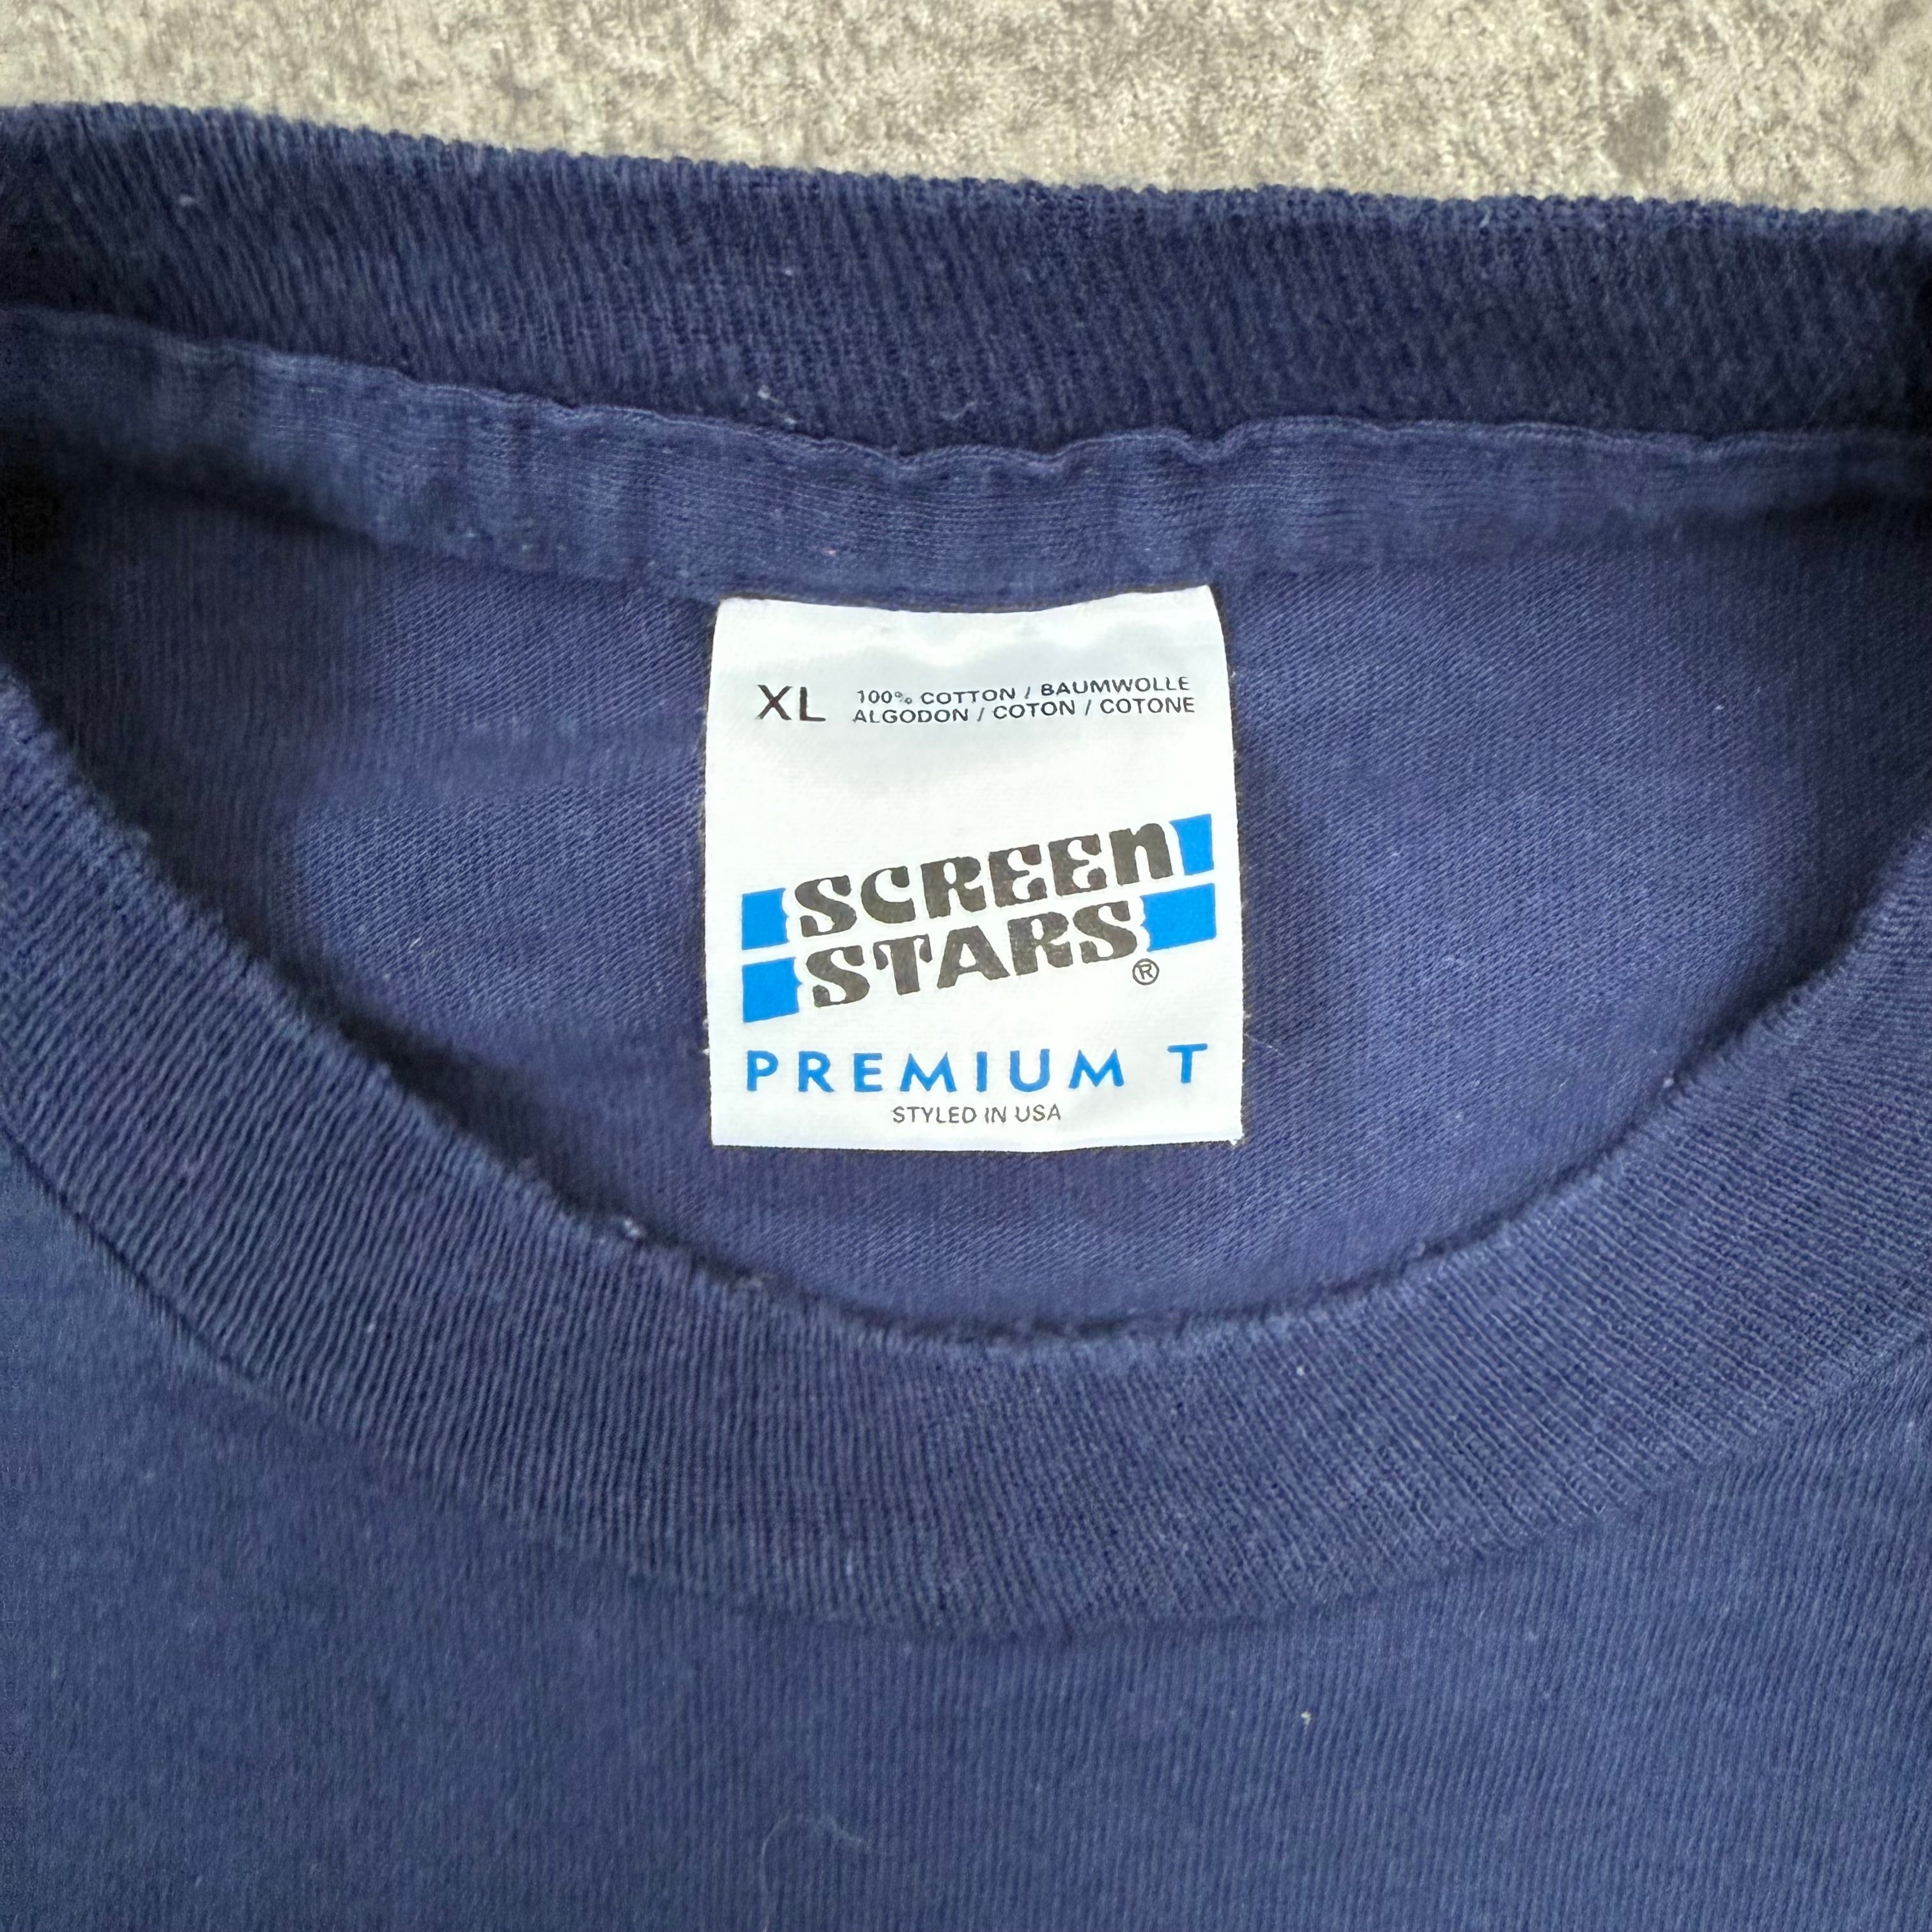 XL 100% COTTON / BAUMWOLLE
ALGODON / COTON / COTONE
SCREEN
STARS®
PREMIUM T
STYLED IN USA